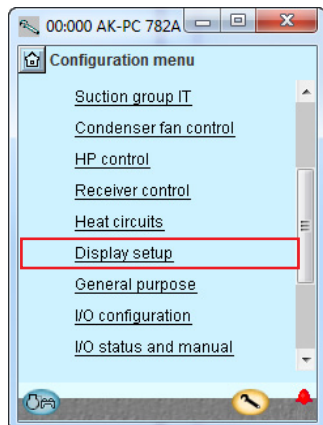 00:000 AK-PC 782A
Configuration menu
Suction group IT
Condenser fan control
HP control
Receiver control
Heat circuits
Display setup
General purpose
I/O configuration
I/O status and manual